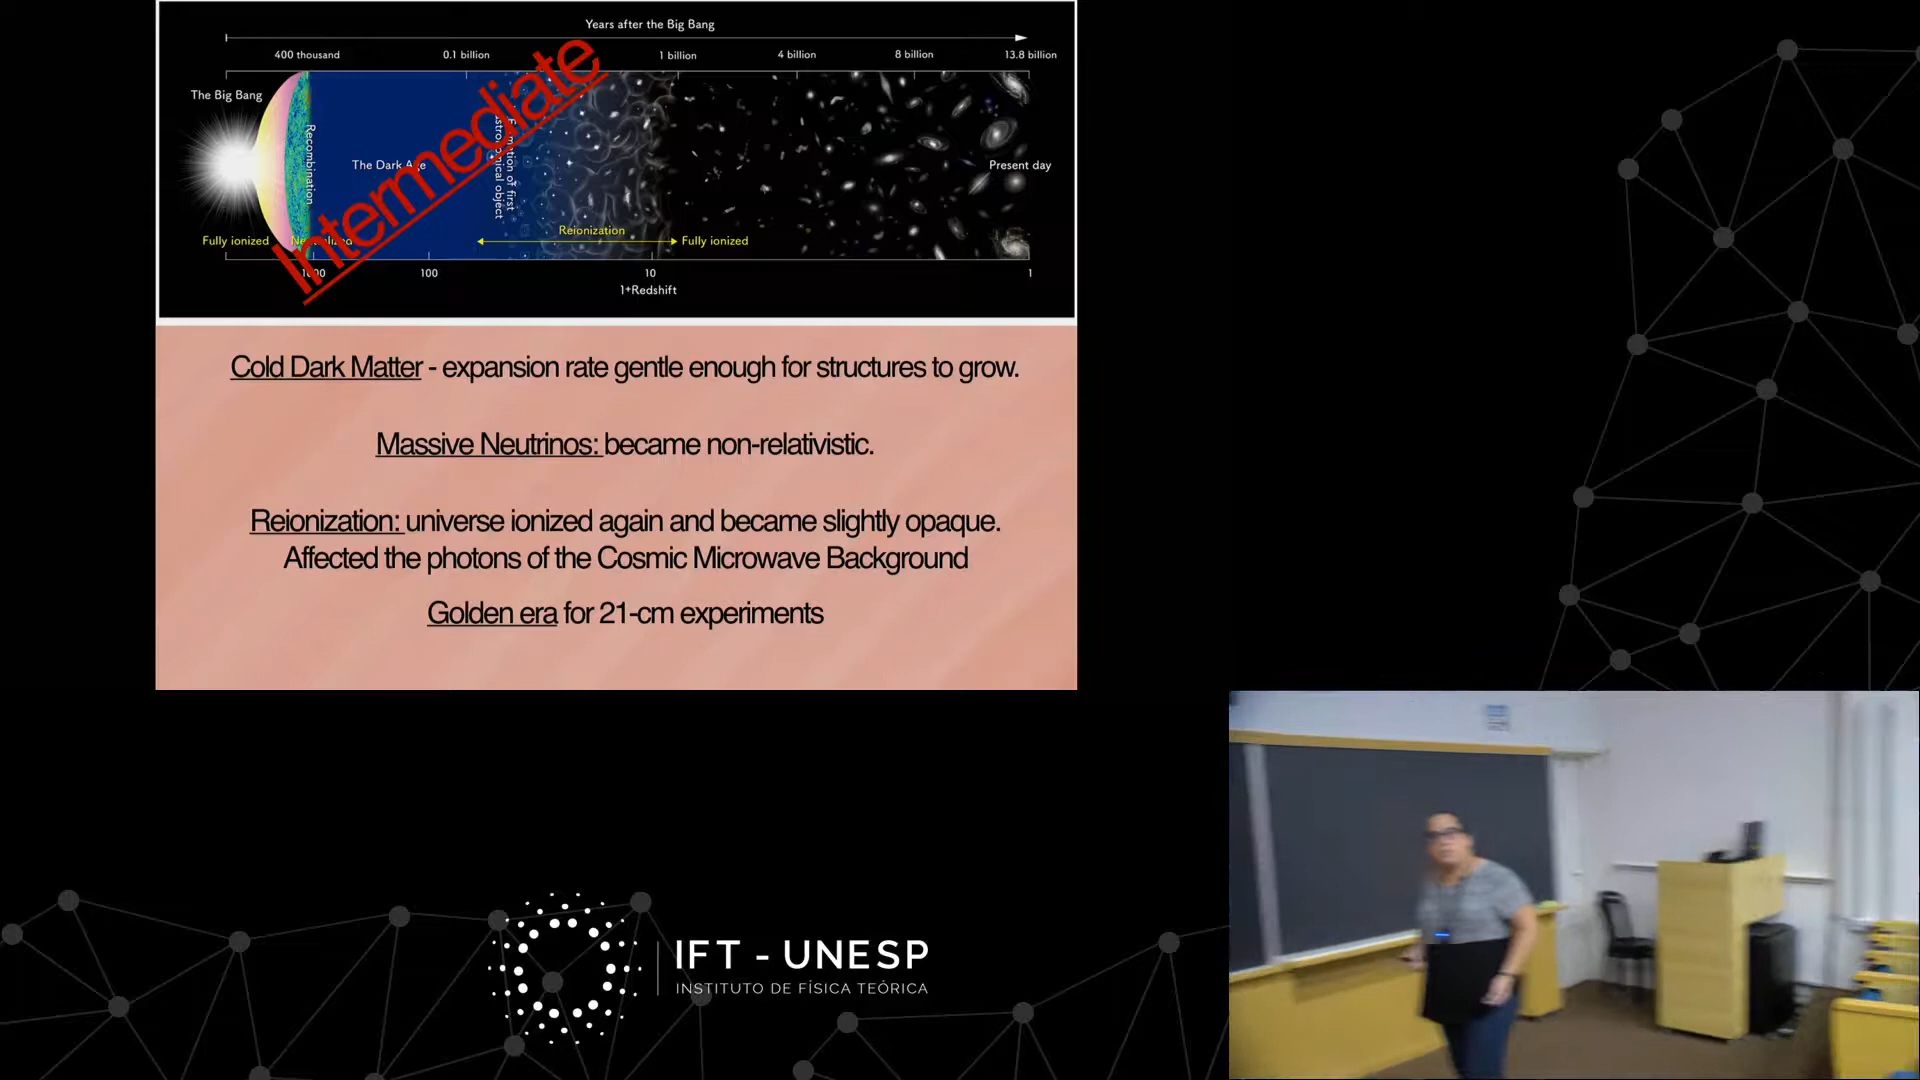 Years after the Big Bang
400 thousand 0.1 billion 1 billion 4 billion 8 billion 13.8 billion
The Big Bang
Recombination
The Dark Age
Formation of first
astronomical object
Present day
Intermediate
Fully ionized Neutralized Reionization Fully ionized
1000 100 10 1
1+Redshift
Cold Dark Matter - expansion rate gentle enough for structures to grow.
Massive Neutrinos: became non-relativistic.
Reionization: universe ionized again and became slightly opaque.
Affected the photons of the Cosmic Microwave Background
Golden era for 21-cm experiments
IFT - UNESP
INSTITUTO DE FÍSICA TEÓRICA